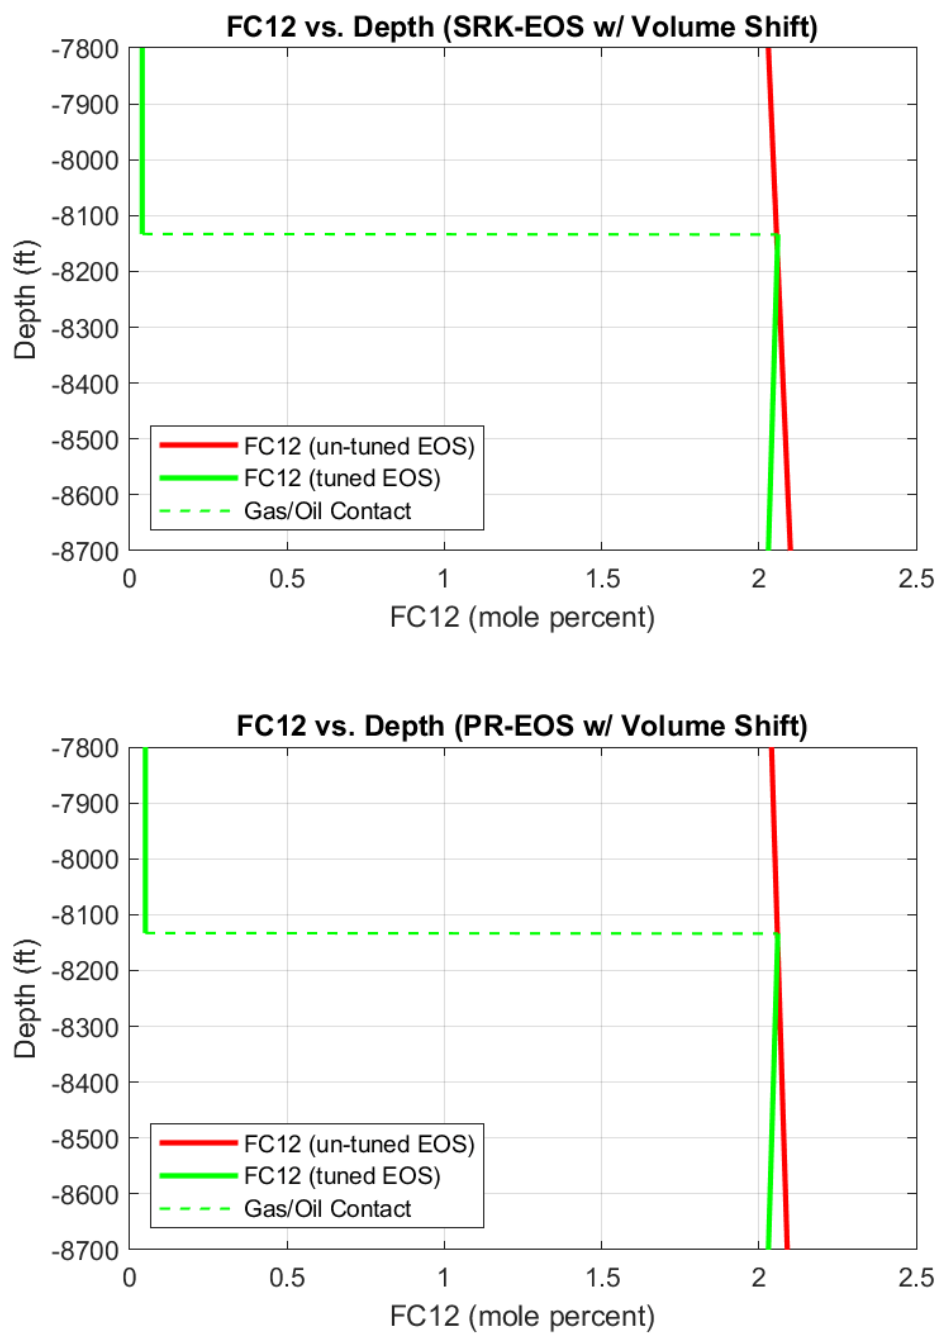 FC12 vs. Depth (SRK-EOS w/ Volume Shift)
-7800
-7900
-8000
-8100
-8200
-8300
-8400
-8500
-8600
-8700
Depth (ft)
FC12 (un-tuned EOS)
FC12 (tuned EOS)
Gas/Oil Contact
0 0.5 1 1.5 2 2.5
FC12 (mole percent)
FC12 vs. Depth (PR-EOS w/ Volume Shift)
-7800
-7900
-8000
-8100
-8200
-8300
-8400
-8500
-8600
-8700
Depth (ft)
FC12 (un-tuned EOS)
FC12 (tuned EOS)
Gas/Oil Contact
0 0.5 1 1.5 2 2.5
FC12 (mole percent)